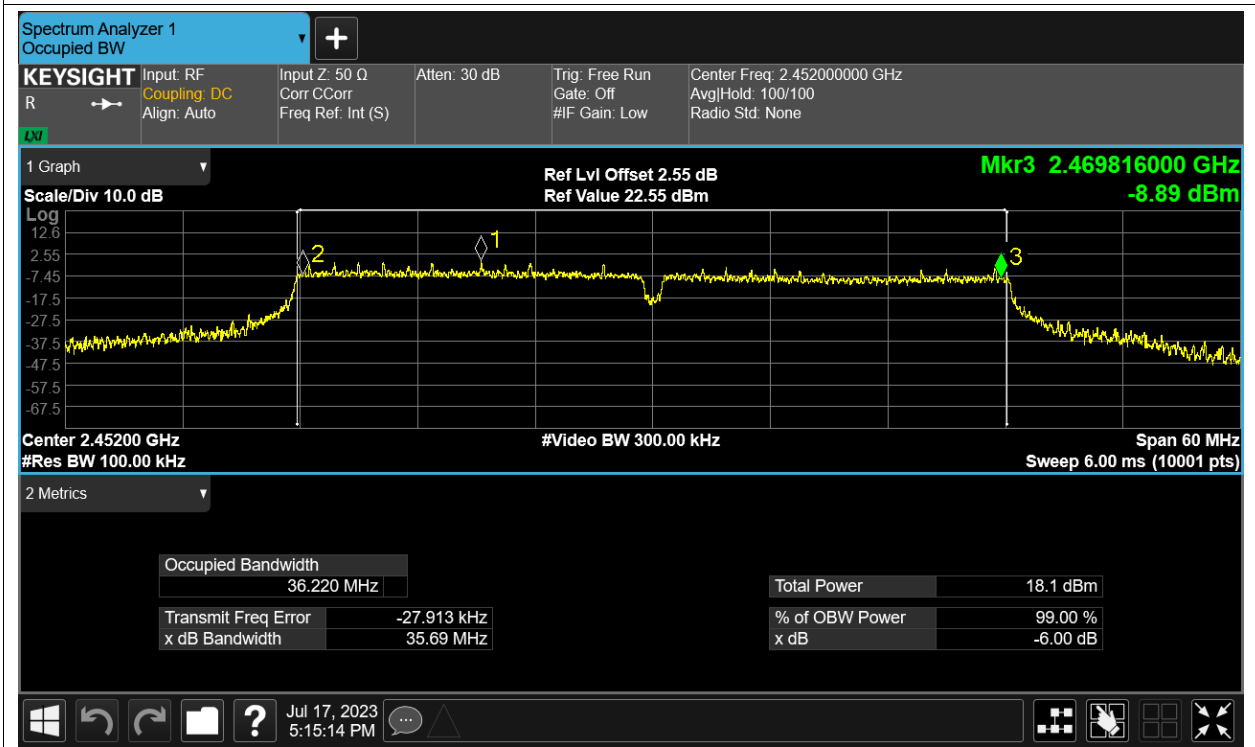 Spectrum Analyzer 1
Occupied BW
KEYSIGHT
R
LXI
Input: RF
Coupling: DC
Align: Auto
Input Z: 50 Ω
Corr CCorr
Freq Ref: Int (S)
Atten: 30 dB
Trig: Free Run
Gate: Off
#IF Gain: Low
Center Freq: 2.452000000 GHz
Avg|Hold: 100/100
Radio Std: None
1 Graph
Scale/Div 10.0 dB
Ref Lvl Offset 2.55 dB
Ref Value 22.55 dBm
Mkr3 2.469816000 GHz
-8.89 dBm
Log
12.6
2.55
-7.45
-17.5
-27.5
-37.5
-47.5
-57.5
-67.5
2
1
3
Center 2.45200 GHz
#Video BW 300.00 kHz
Span 60 MHz
#Res BW 100.00 kHz
Sweep 6.00 ms (10001 pts)
2 Metrics
Occupied Bandwidth
36.220 MHz
Transmit Freq Error -27.913 kHz
x dB Bandwidth 35.69 MHz
Total Power 18.1 dBm
% of OBW Power 99.00 %
x dB -6.00 dB
?
Jul 17, 2023
5:15:14 PM